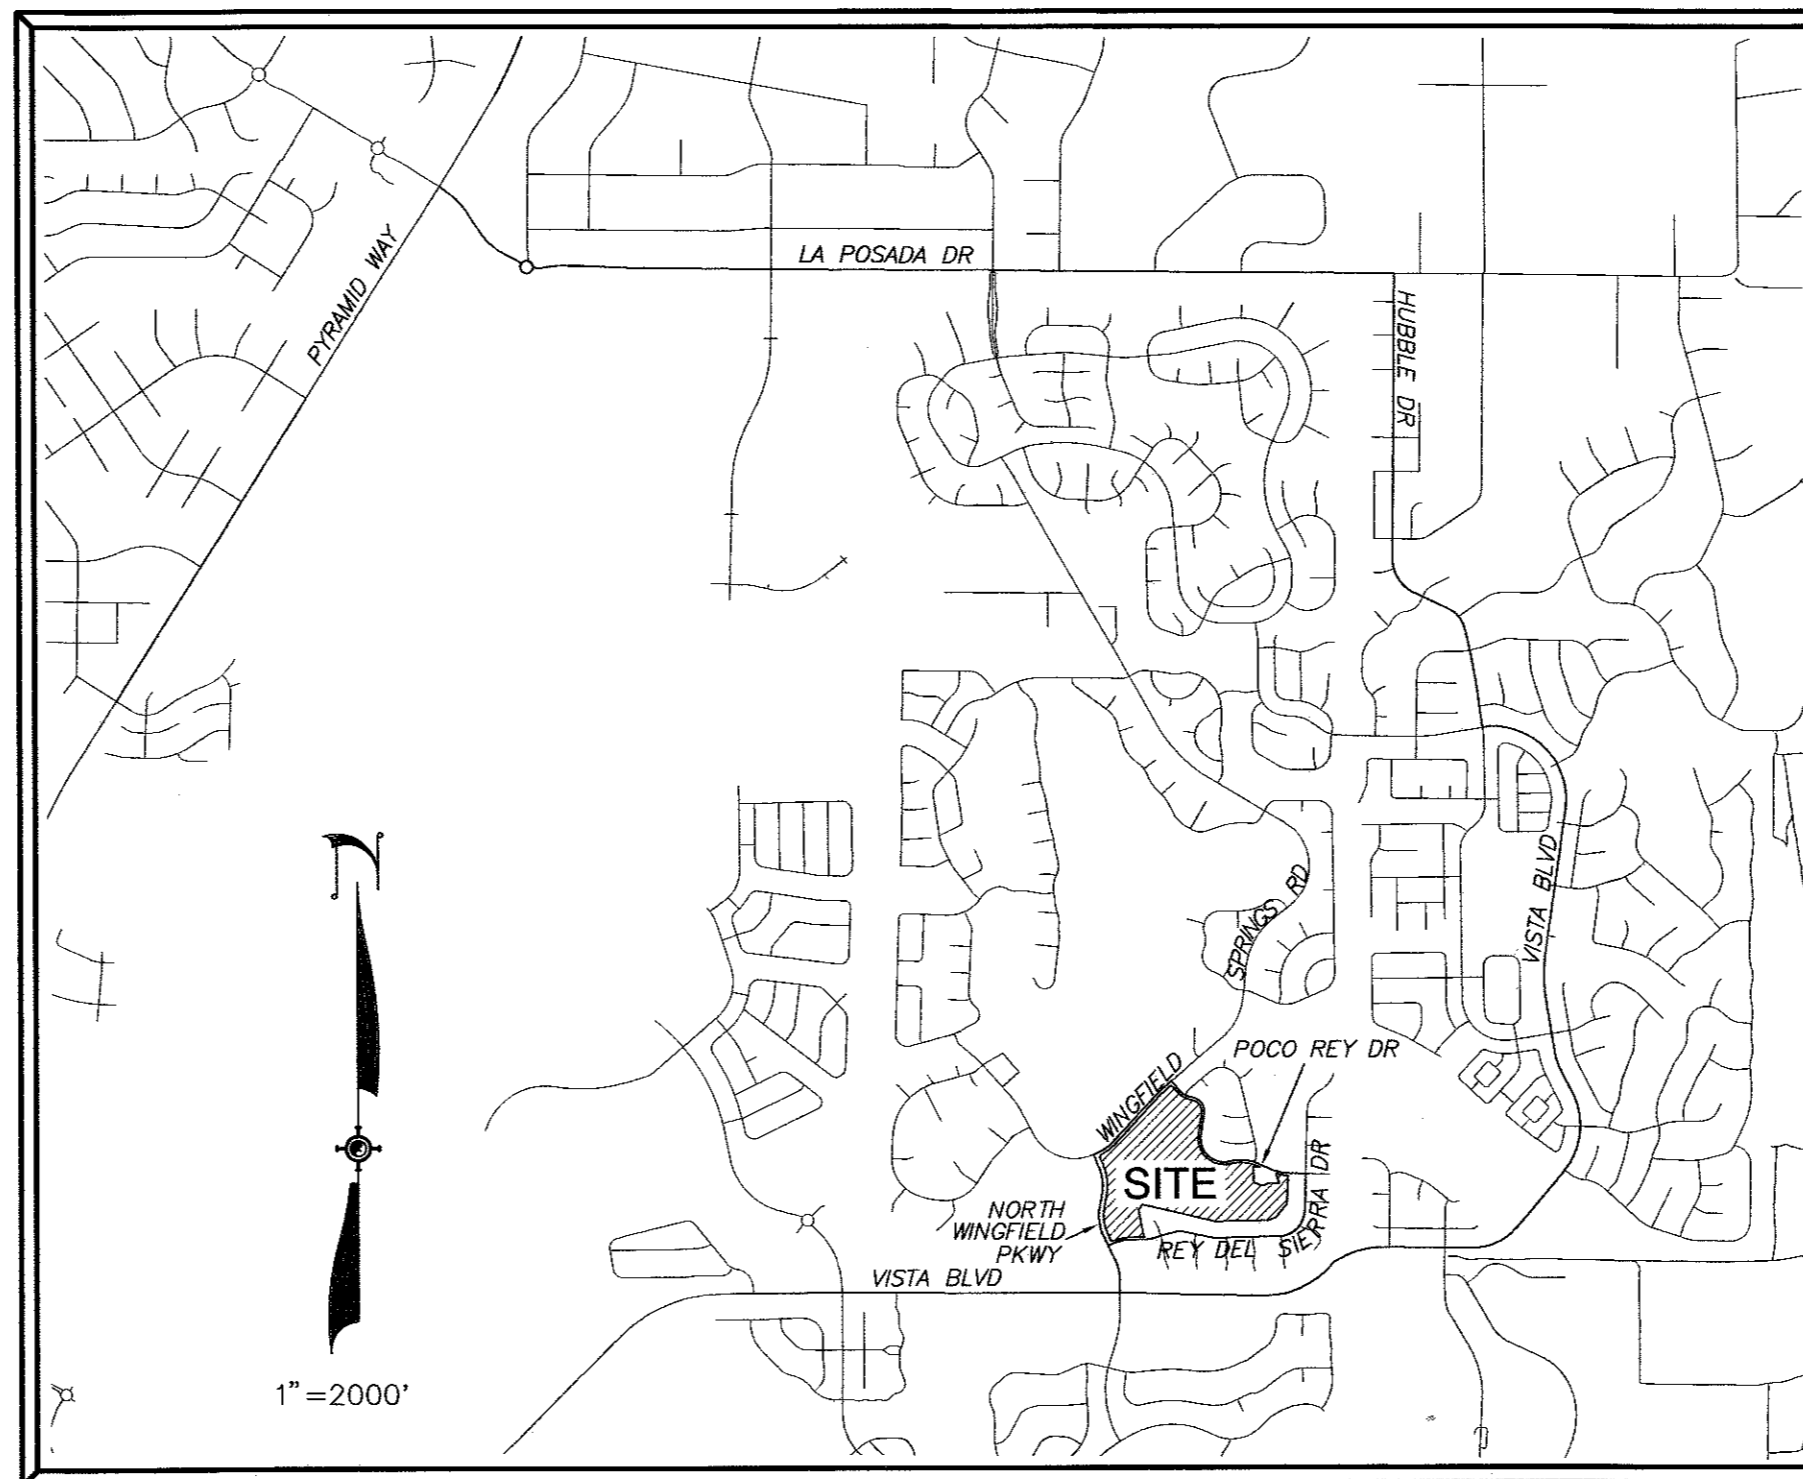 LA POSADA DR
PYRAMID WAY
HUBBLE DR
VISTA BLVD
SPRINGS RD
POCO REY DR
WINGFIELD
SITE
NORTH
WINGFIELD
PKWY
REY DEL SIERRA DR
VISTA BLVD
N
1"=2000'